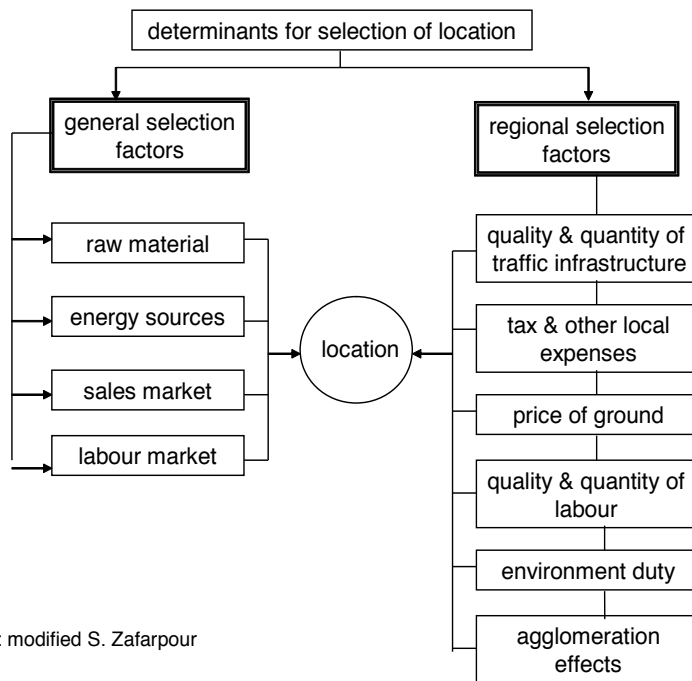 determinants for selection of location
general selection
factors
raw material
energy sources
sales market
labour market
location
regional selection
factors
quality & quantity of
traffic infrastructure
tax & other local
expenses
price of ground
quality & quantity of
labour
environment duty
agglomeration
effects
: modified S. Zafarpour